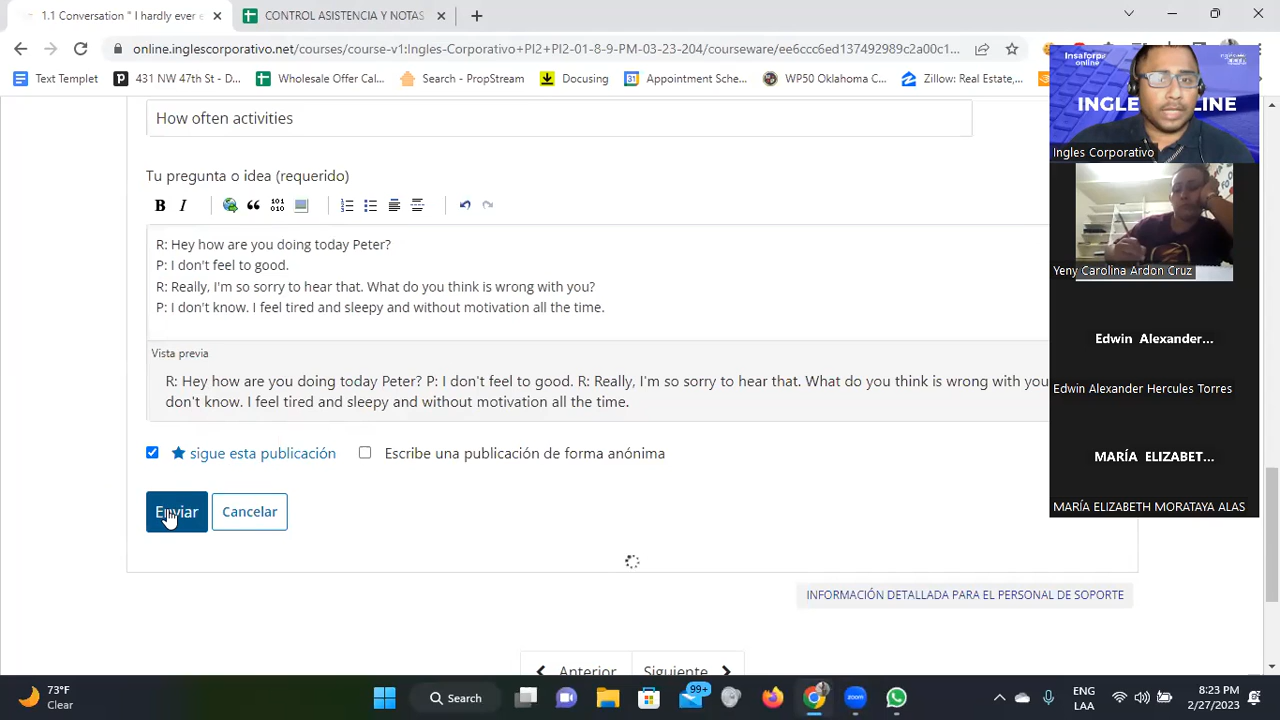 1.1 Conversation " I hardly ever e
CONTROL ASISTENCIA Y NOTAS
online.inglescorporativo.net/courses/course-v1:Ingles-Corporativo+PI2+PI2-01-8-9-PM-03-23-204/courseware/ee6ccc6ed137492989c2a00c1...
Text Templet
431 NW 47th St - D...
Wholesale Offer Cal...
Search - PropStream
Docusing
Appointment Sche...
WP50 Oklahoma C...
Zillow: Real Estate,...
How often activities
Tu pregunta o idea (requerido)
R: Hey how are you doing today Peter?
P: I don't feel to good.
R: Really, I'm so sorry to hear that. What do you think is wrong with you?
P: I don't know. I feel tired and sleepy and without motivation all the time.
Vista previa
R: Hey how are you doing today Peter? P: I don't feel to good. R: Really, I'm so sorry to hear that. What do you think is wrong with you
don't know. I feel tired and sleepy and without motivation all the time.
sigue esta publicación
Escribe una publicación de forma anónima
Enviar
Cancelar
INFORMACIÓN DETALLADA PARA EL PERSONAL DE SOPORTE
Anterior
Siguiente
Insaforp
online
INGLE
LINE
Ingles Corporativo
Yeny Carolina Ardon Cruz
Edwin Alexander...
Edwin Alexander Hercules Torres
MARÍA ELIZABET...
MARÍA ELIZABETH MORATAYA ALAS
73°F
Clear
Search
99+
zoom
ENG
LAA
8:23 PM
2/27/2023